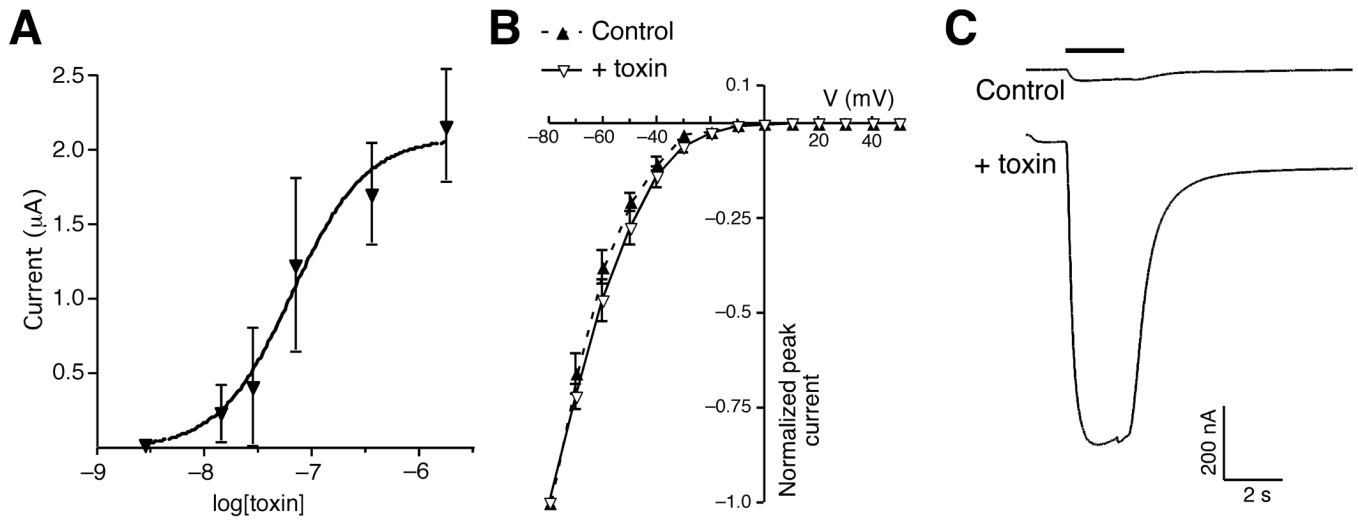 A
2.5
2.0
1.5
1.0
0.5
−9
−8
−7
−6
Current (μA)
log[toxin]
B
Control
+ toxin
0.1
V (mV)
−80
−60
−40
20
40
−0.25
−0.5
−0.75
−1.0
Normalized peak
current
C
Control
+ toxin
200 nA
2 s